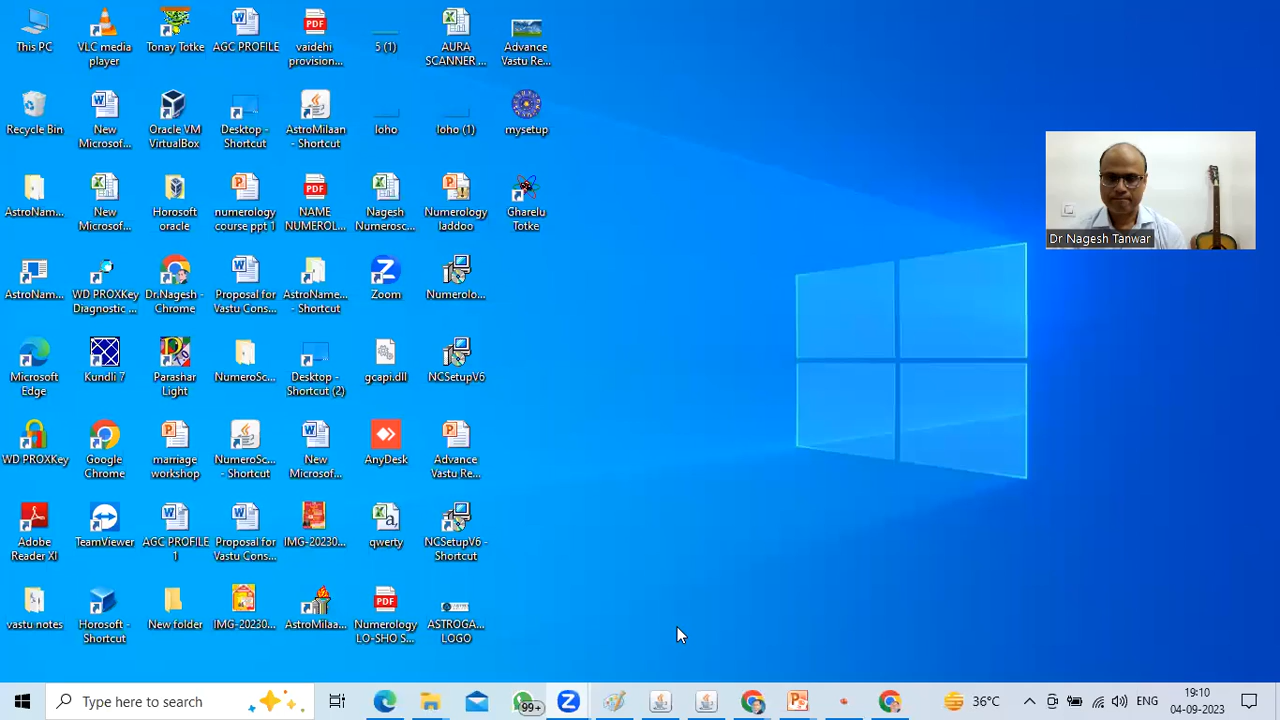 This PC
VLC media
player
Tonay Totke
AGC PROFILE
vaidehi
provision...
5 (1)
AURA
SCANNER ...
Advance
Vastu Re...
Recycle Bin
New
Microsof...
Oracle VM
VirtualBox
Desktop -
Shortcut
AstroMilaan
- Shortcut
loho
loho (1)
mysetup
AstroNam...
New
Microsof...
Horosoft
oracle
numerology
course ppt 1
NAME
NUMEROL...
Nagesh
Numerosc...
Numerology
laddoo
Gharelu
Totke
AstroNam...
WD PROXKey
Diagnostic ...
Dr.Nagesh -
Chrome
Proposal for
Vastu Cons...
AstroName...
- Shortcut
Zoom
Numerolo...
Microsoft
Edge
Kundli 7
Parashar
Light
NumeroSc...
Desktop -
Shortcut (2)
gcapi.dll
NCSetupV6
WD PROXKey
Google
Chrome
marriage
workshop
NumeroSc...
- Shortcut
New
Microsof...
AnyDesk
Advance
Vastu Re...
Adobe
Reader XI
TeamViewer
AGC PROFILE
1
Proposal for
Vastu Cons...
IMG-20230...
qwerty
NCSetupV6 -
Shortcut
vastu notes
Horosoft -
Shortcut
New folder
IMG-20230...
AstroMilaa...
Numerology
LO-SHO S...
ASTROGA...
LOGO
Dr Nagesh Tanwar
Type here to search
99+
36°C
ENG
19:10
04-09-2023